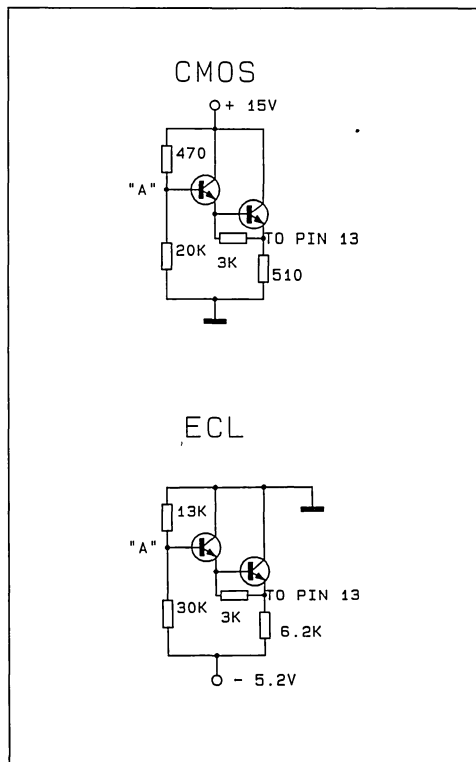 CMOS
+ 15V
470
"A"
20K
3K
TO PIN 13
510
ECL
13K
"A"
30K
3K
TO PIN 13
6.2K
- 5.2V